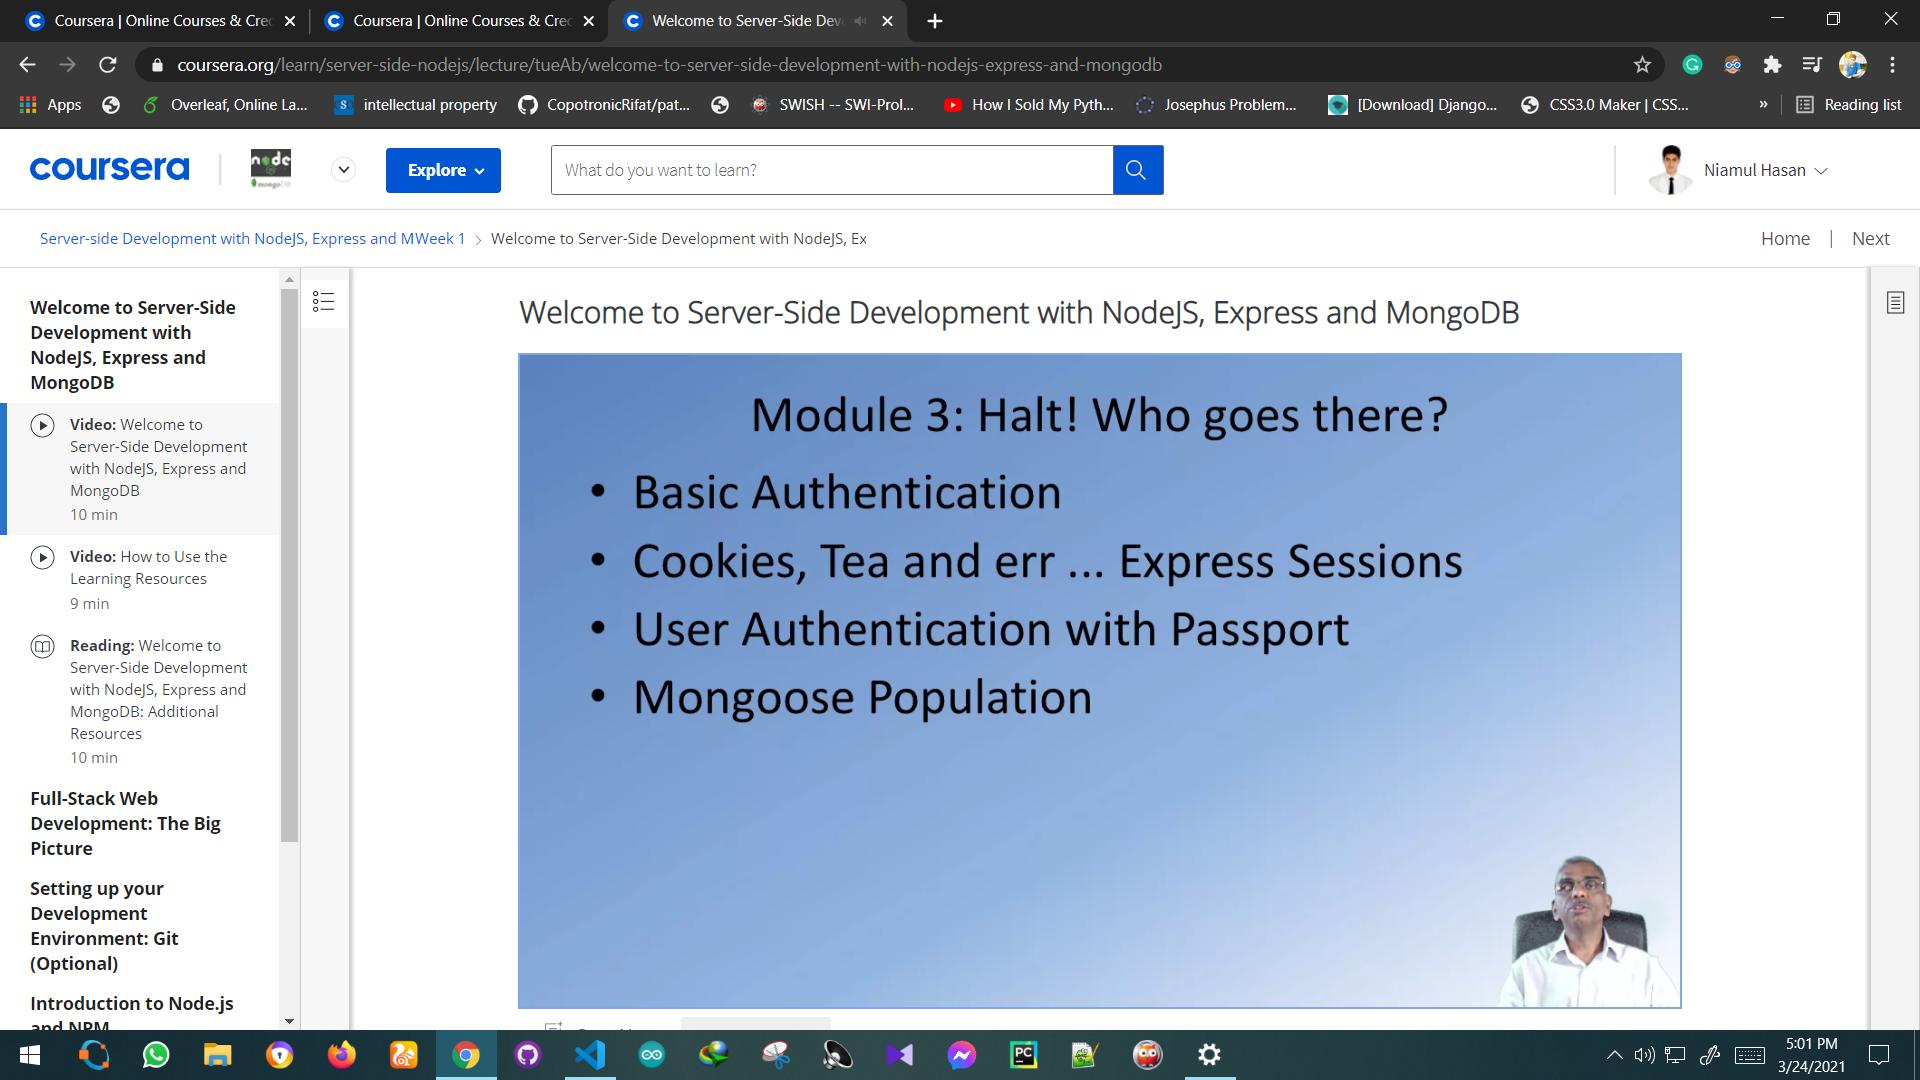 Coursera | Online Courses & Cre
Coursera | Online Courses & Cre
Welcome to Server-Side Dev
coursera.org/learn/server-side-nodejs/lecture/tueAb/welcome-to-server-side-development-with-nodejs-express-and-mongodb
Apps
Overleaf, Online La...
intellectual property
CopotronicRifat/pat...
SWISH -- SWI-Prol...
How I Sold My Pyth...
Josephus Problem...
[Download] Django...
CSS3.0 Maker | CSS...
»
Reading list
coursera
node
mongoDB
Explore
What do you want to learn?
Niamul Hasan
Server-side Development with NodeJS, Express and MWeek 1
Welcome to Server-Side Development with NodeJS, Ex
Home | Next
Welcome to Server-Side
Development with
NodeJS, Express and
MongoDB
Video: Welcome to
Server-Side Development
with NodeJS, Express and
MongoDB
10 min
Video: How to Use the
Learning Resources
9 min
Reading: Welcome to
Server-Side Development
with NodeJS, Express and
MongoDB: Additional
Resources
10 min
Full-Stack Web
Development: The Big
Picture
Setting up your
Development
Environment: Git
(Optional)
Introduction to Node.js
and NPM
Welcome to Server-Side Development with NodeJS, Express and MongoDB
Module 3: Halt! Who goes there?
• Basic Authentication
• Cookies, Tea and err ... Express Sessions
• User Authentication with Passport
• Mongoose Population
PC
5:01 PM
3/24/2021